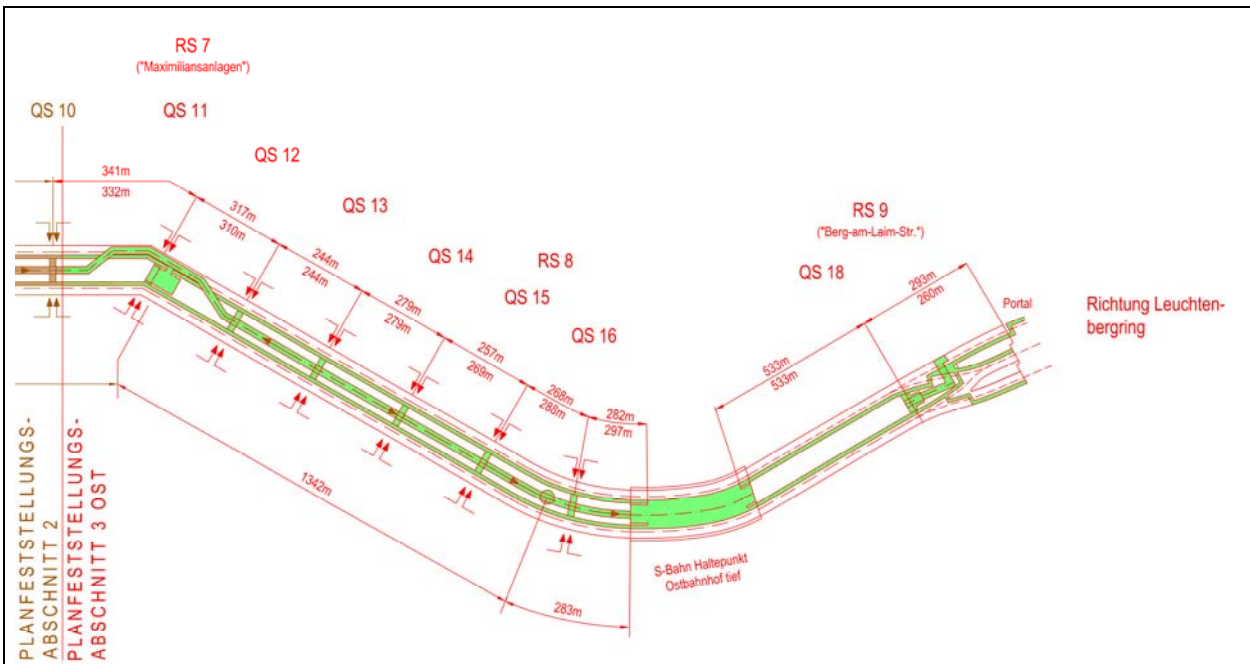 RS 7
("Maximiliansanlagen")
QS 10
QS 11
QS 12
QS 13
QS 14
RS 8
QS 15
QS 16
RS 9
("Berg-am-Laim-Str.")
QS 18
341m
332m
317m
310m
244m
244m
279m
279m
257m
269m
268m
288m
282m
297m
533m
533m
293m
260m
Portal
Richtung Leuchten-
bergring
1342m
283m
S-Bahn Haltepunkt
Ostbahnhof tief
PLANFESTSTELLUNGS-
ABSCHNITT 2
PLANFESTSTELLUNGS-
ABSCHNITT 3 OST